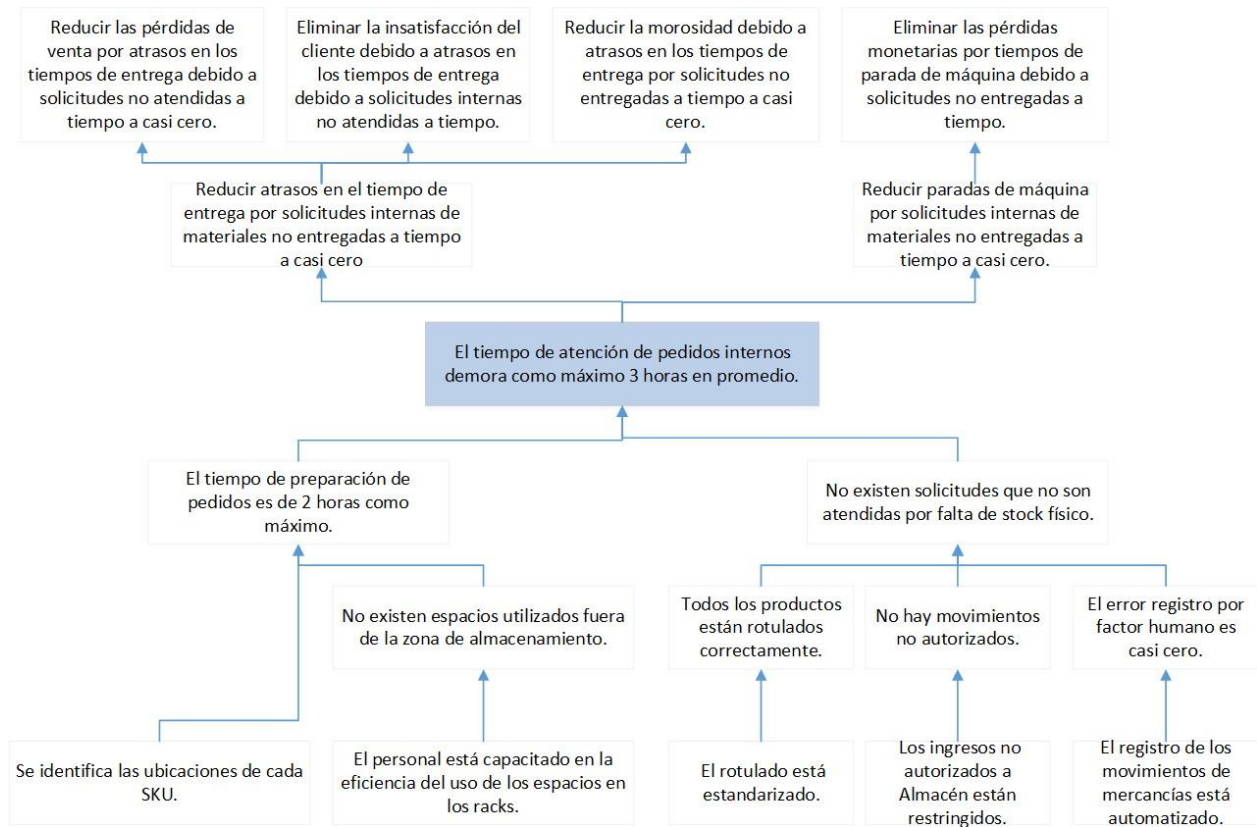 Reducir las pérdidas de
venta por atrasos en los
tiempos de entrega debido a
solicitudes no atendidas a
tiempo a casi cero.
Eliminar la insatisfacción del
cliente debido a atrasos en
los tiempos de entrega
debido a solicitudes internas
no atendidas a tiempo.
Reducir la morosidad debido a
atrasos en los tiempos de
entrega por solicitudes no
entregadas a tiempo a casi
cero.
Eliminar las pérdidas
monetarias por tiempos de
parada de máquina debido a
solicitudes no entregadas a
tiempo.
Reducir atrasos en el tiempo de
entrega por solicitudes internas de
materiales no entregadas a tiempo
a casi cero
Reducir paradas de máquina
por solicitudes internas de
materiales no entregadas a
tiempo a casi cero.
El tiempo de atención de pedidos internos
demora como máximo 3 horas en promedio.
El tiempo de preparación de
pedidos es de 2 horas como
máximo.
No existen solicitudes que no son
atendidas por falta de stock físico.
No existen espacios utilizados fuera
de la zona de almacenamiento.
Todos los productos
están rotulados
correctamente.
No hay movimientos
no autorizados.
El error registro por
factor humano es
casi cero.
Se identifica las ubicaciones de cada
SKU.
El personal está capacitado en la
eficiencia del uso de los espacios en
los racks.
El rotulado está
estandarizado.
Los ingresos no
autorizados a
Almacén están
restringidos.
El registro de los
movimientos de
mercancías está
automatizado.